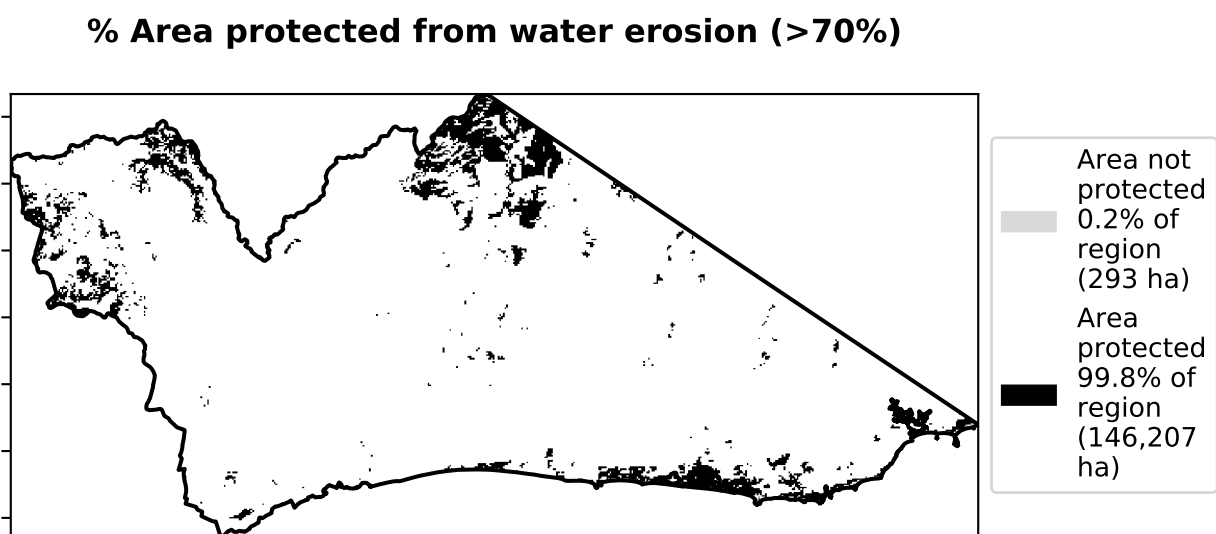 % Area protected from water erosion (>70%)
Area not
protected
0.2% of
region
(293 ha)
Area
protected
99.8% of
region
(146,207
ha)